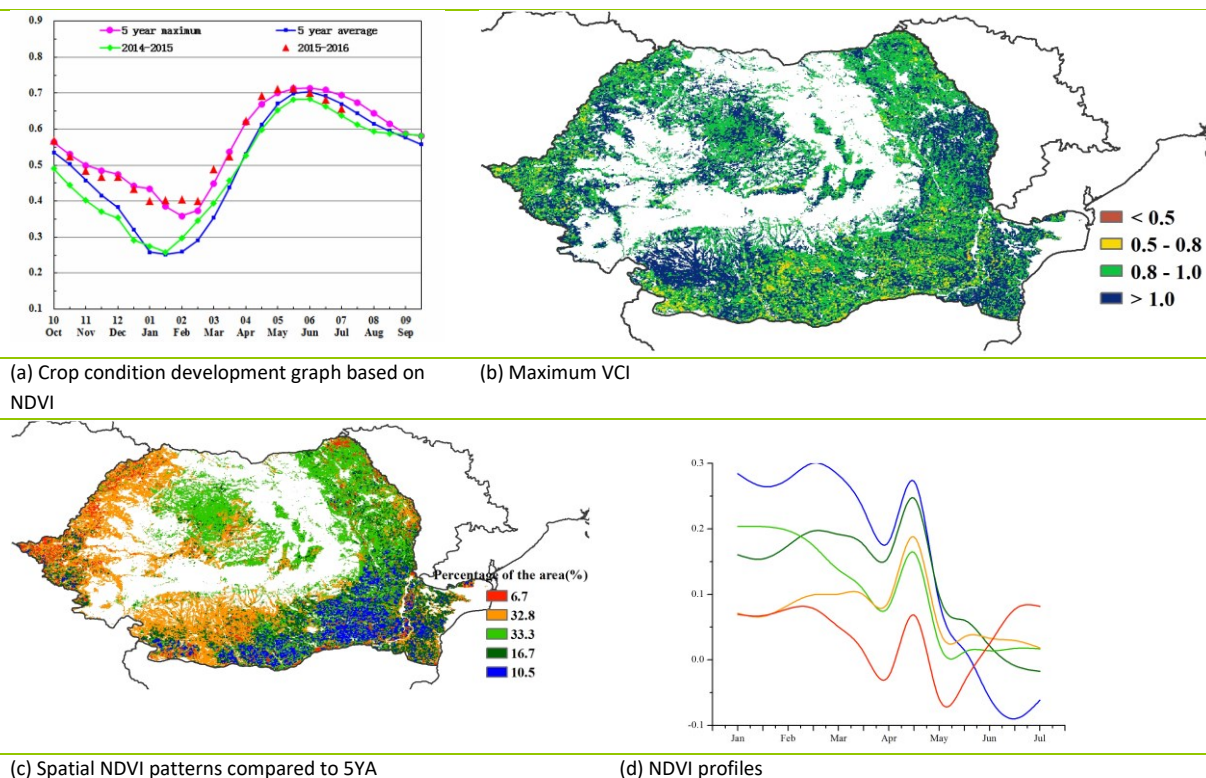 0.9
0.8
0.7
0.6
0.5
0.4
0.3
0.2
0.1
5 year maximum
5 year average
2014-2015
2015-2016
10 11 12 01 02 03 04 05 06 07 08 09
Oct Nov Dec Jan Feb Mar Apr May Jun Jul Aug Sep
< 0.5
0.5 - 0.8
0.8 - 1.0
> 1.0
(a) Crop condition development graph based on
NDVI
(b) Maximum VCI
Percentage of the area(%)
6.7
32.8
33.3
16.7
10.5
0.3
0.2
0.1
0.0
-0.1
Jan Feb Mar Apr May Jun Jul
(c) Spatial NDVI patterns compared to 5YA
(d) NDVI profiles